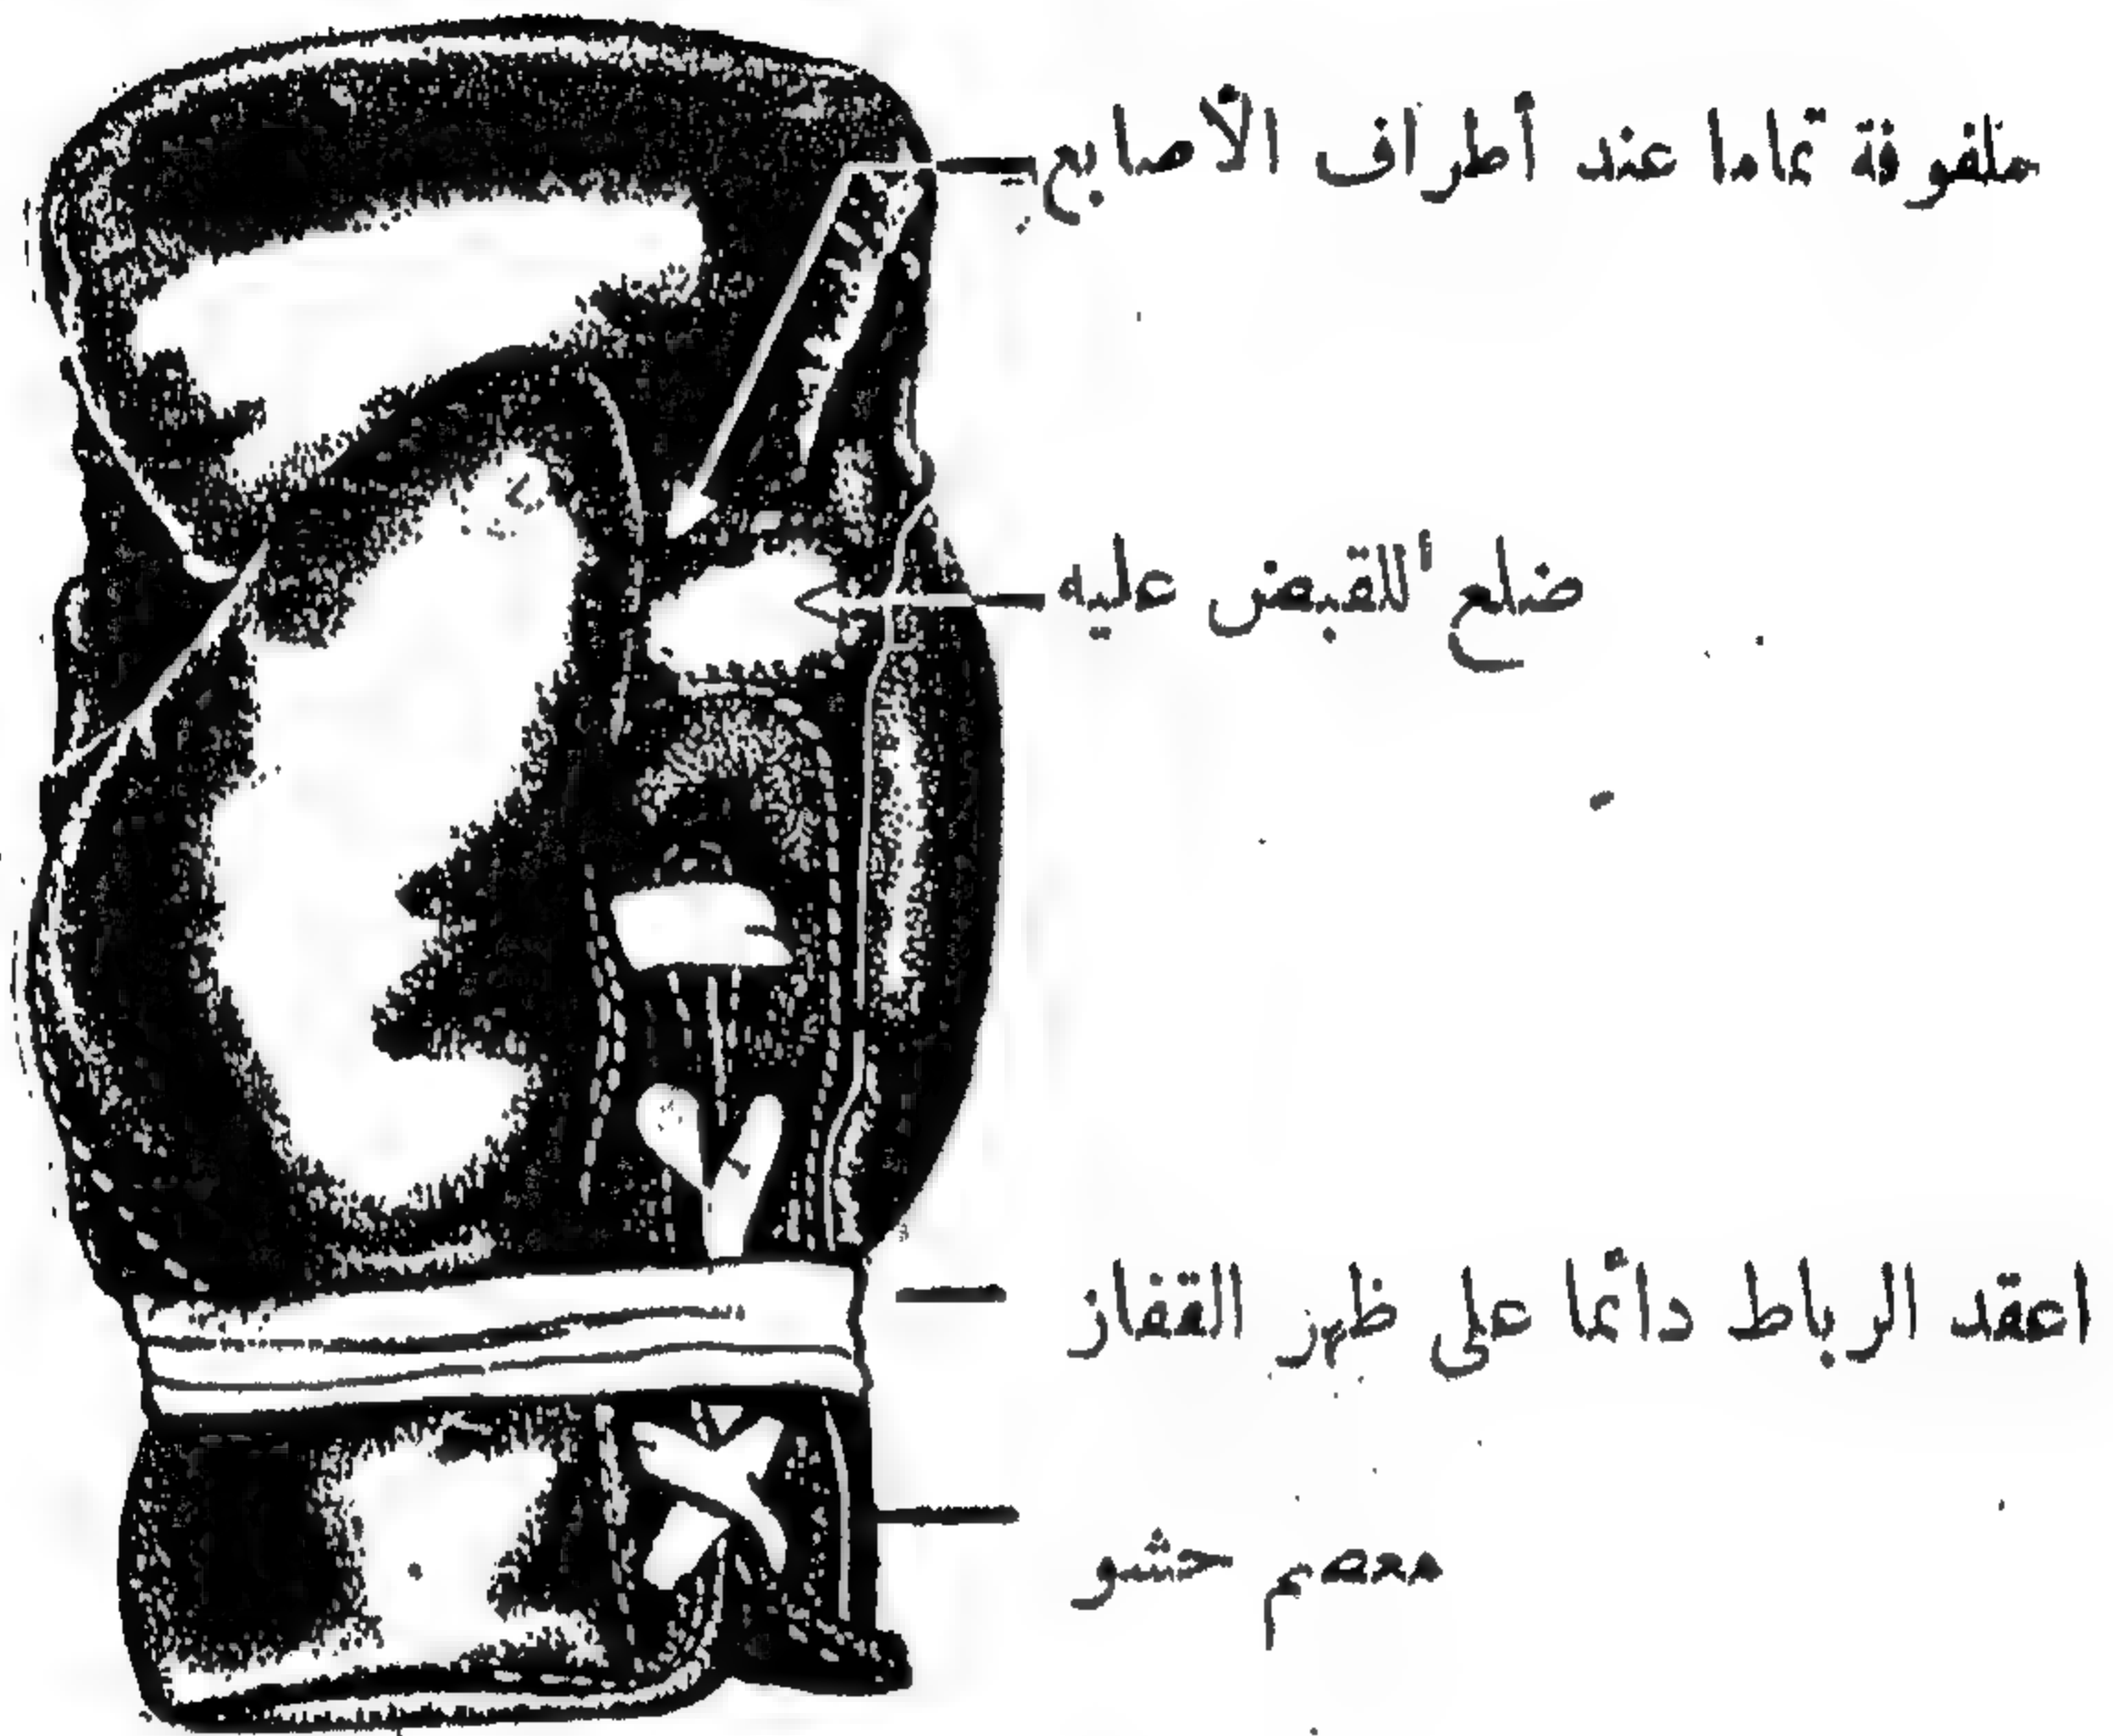 ملفوفة تماما عند أطراف الأصابع
ضلع للقبض عليه
اعقد الرباط دائما على ظهر القفاز
معصم حشو